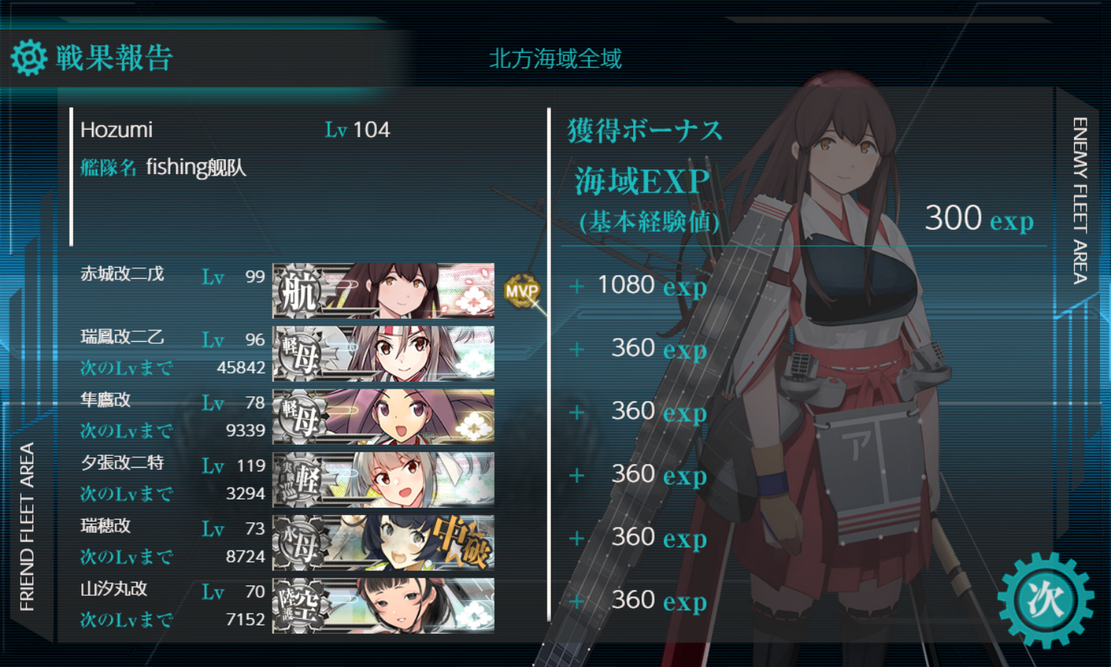 戦果報告
北方海域全域
Hozumi Lv 104
艦隊名 fishing舰队
赤城改二戊 Lv 99
航
MVP
瑞鳳改二乙 Lv 96
次のLvまで 45842
軽母
隼鷹改 Lv 78
次のLvまで 9339
軽母
夕張改二特 Lv 119
次のLvまで 3294
軽
瑞穂改 Lv 73
次のLvまで 8724
水母
中破
山汐丸改 Lv 70
次のLvまで 7152
獲得ボーナス
海域EXP
(基本経験値) 300 exp
+ 1080 exp
+ 360 exp
+ 360 exp
+ 360 exp
+ 360 exp
+ 360 exp
ア
FRIEND FLEET AREA
ENEMY FLEET AREA
次